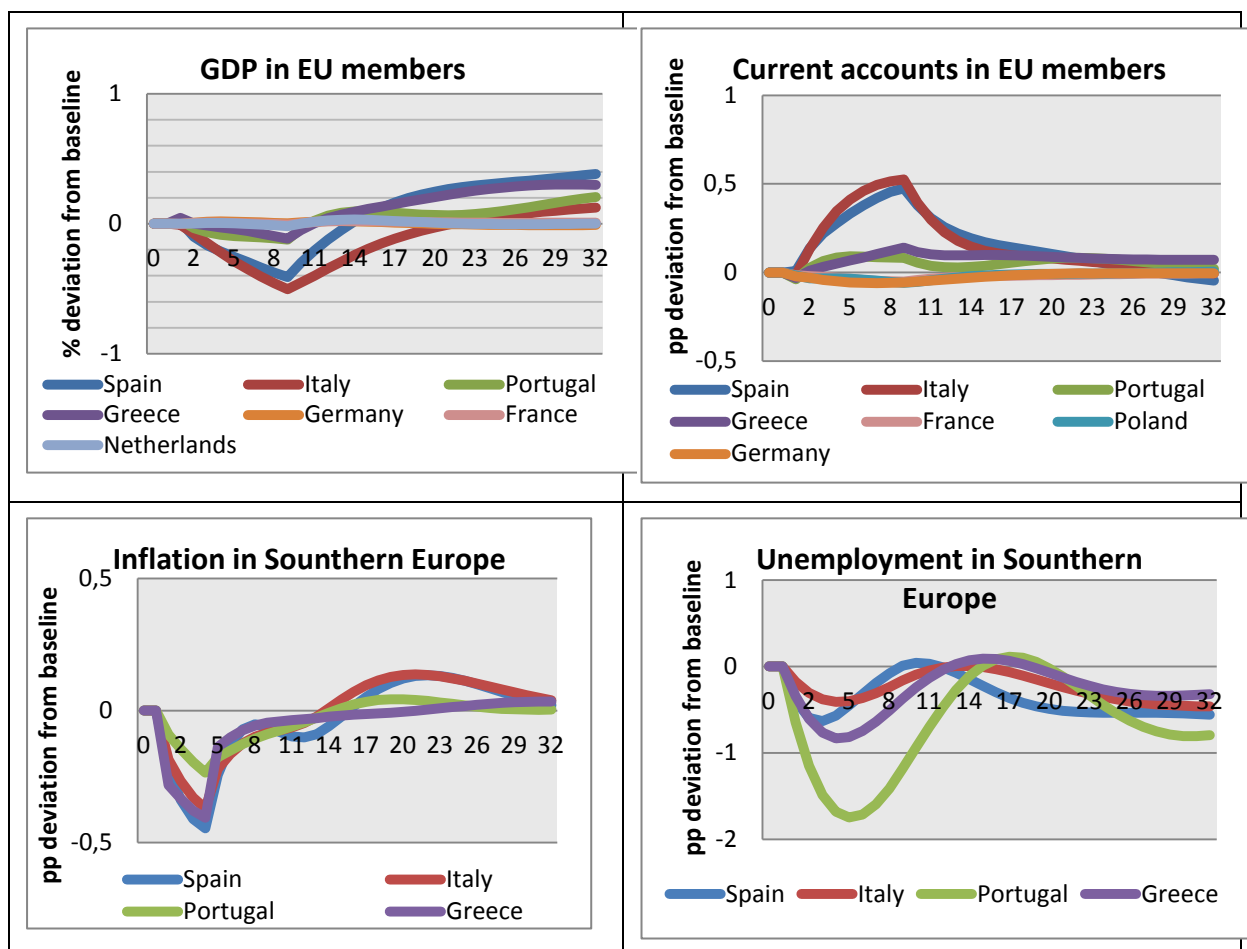 GDP in EU members
% deviation from baseline
1
0
-1
0 2 5 8 11 14 17 20 23 26 29 32
Spain Italy Portugal
Greece Germany France
Netherlands
Current accounts in EU members
pp deviation from baseline
1
0,5
0
-0,5
0 2 5 8 11 14 17 20 23 26 29 32
Spain Italy Portugal
Greece France Poland
Germany
Inflation in Sounthern Europe
pp deviation from baseline
0,5
0
-0,5
0 2 5 8 11 14 17 20 23 26 29 32
Spain Italy
Portugal Greece
Unemployment in Sounthern
Europe
pp deviation from baseline
1
0
-1
-2
0 2 5 8 11 14 17 20 23 26 29 32
Spain Italy Portugal Greece